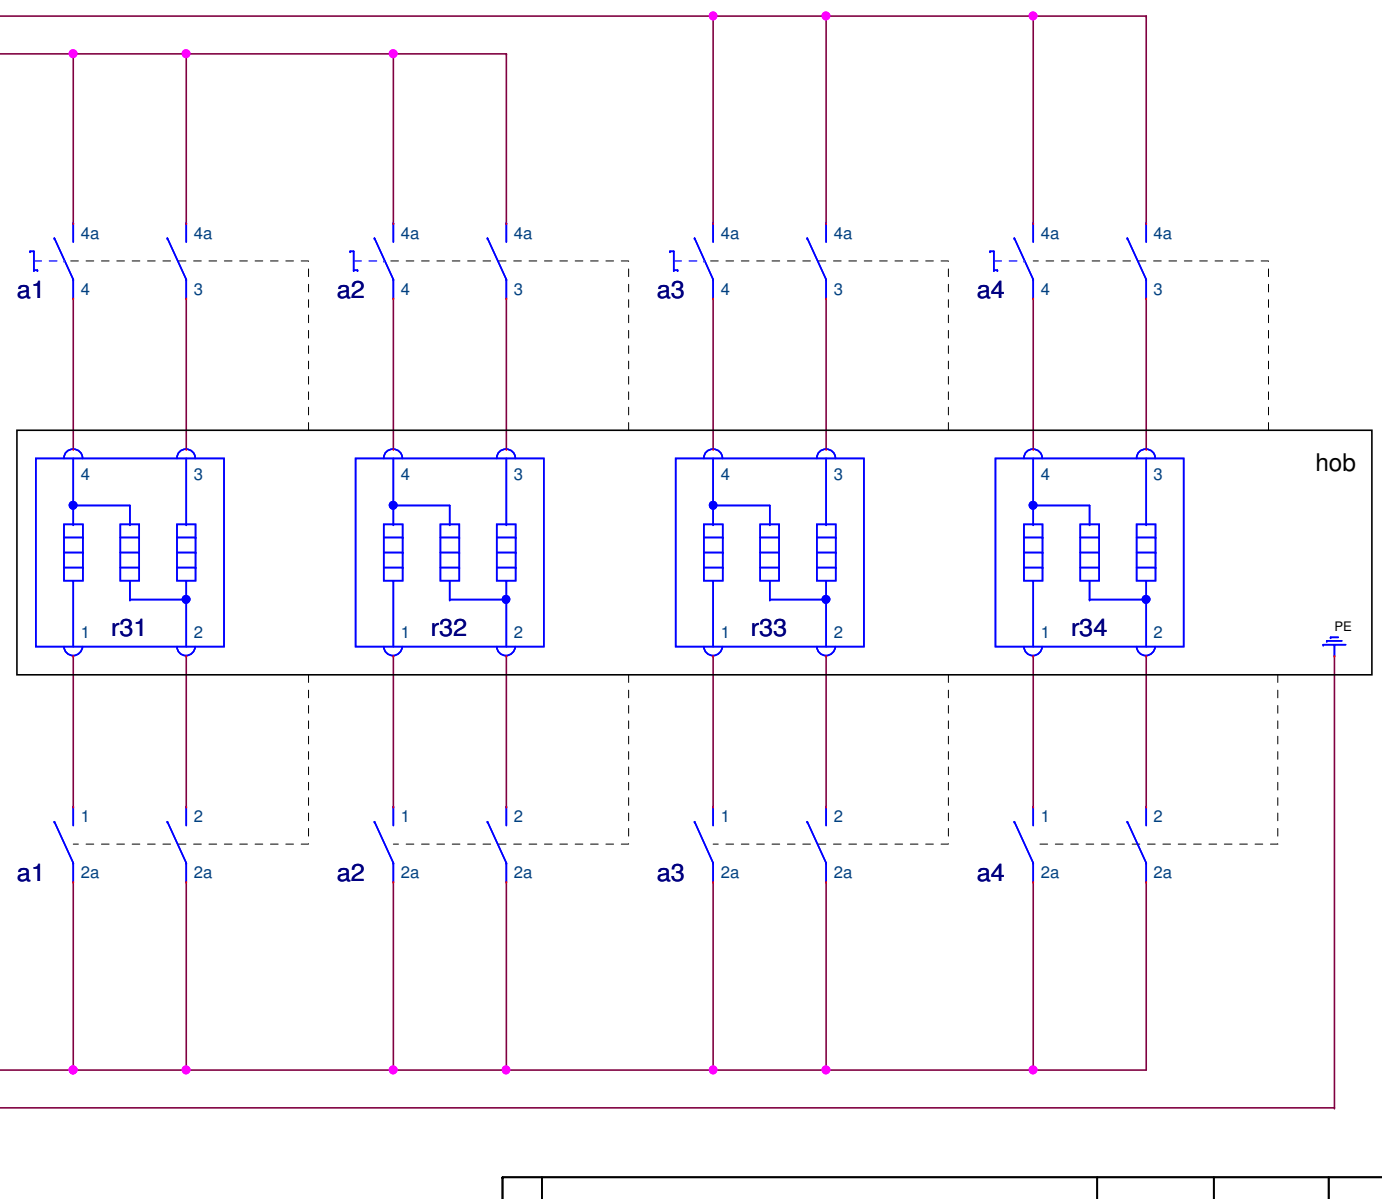 4a 4a 4a 4a 4a 4a 4a 4a
a1 4 3 a2 4 3 a3 4 3 a4 4 3
hob
4 3 4 3 4 3 4 3
r31 r32 r33 r34 PE
1 2 1 2 1 2 1 2
1 2 1 2 1 2 1 2
a1 2a 2a a2 2a 2a a3 2a 2a a4 2a 2a